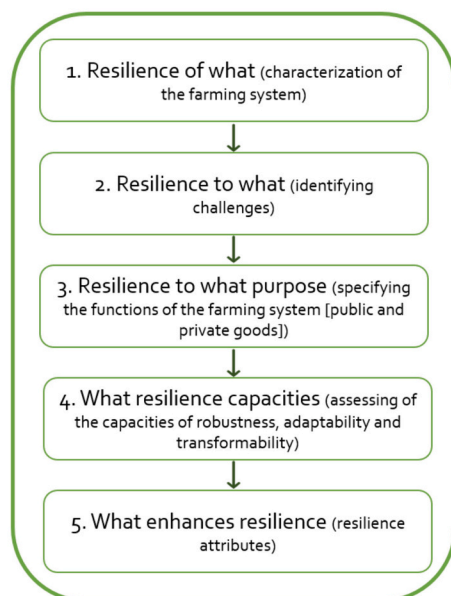 1. Resilience of what (characterization of
the farming system)
2. Resilience to what (identifying
challenges)
3. Resilience to what purpose (specifying
the functions of the farming system [public and
private goods])
4. What resilience capacities (assessing of
the capacities of robustness, adaptability and
transformability)
5. What enhances resilience (resilience
attributes)